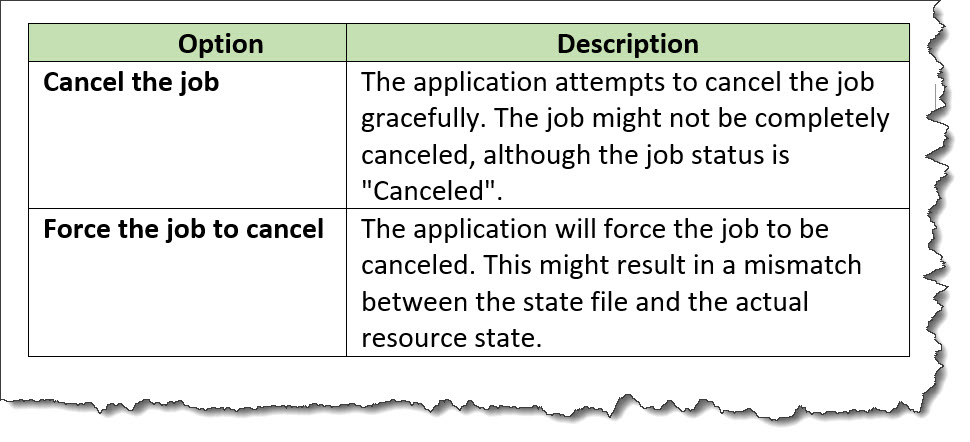 Option Description
Cancel the job The application attempts to cancel the job
gracefully. The job might not be completely
canceled, although the job status is
"Canceled".
Force the job to cancel The application will force the job to be
canceled. This might result in a mismatch
between the state file and the actual
resource state.